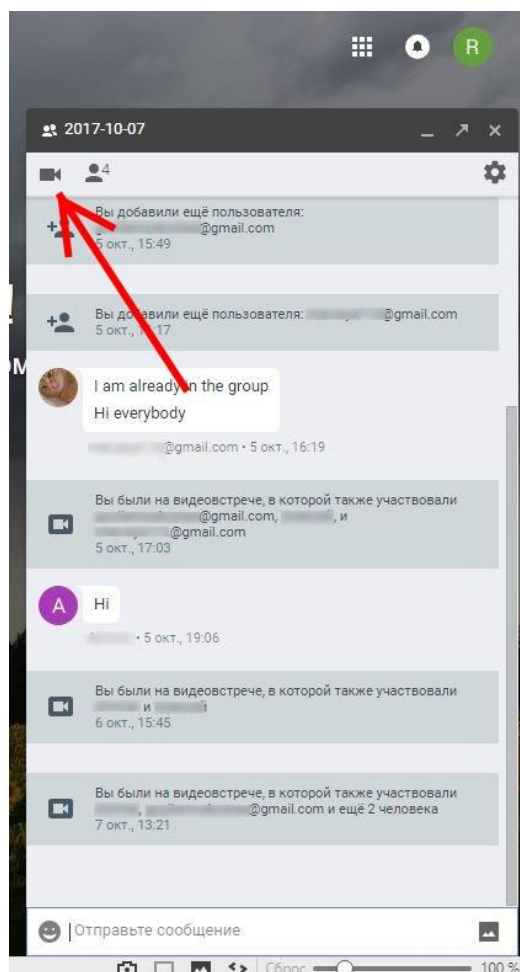 R
2017-10-07
4
Вы добавили ещё пользователя:
@gmail.com
5 окт., 15:49
Вы добавили ещё пользователя: @gmail.com
5 окт., 17
I am already in the group
Hi everybody
@gmail.com • 5 окт., 16:19
Вы были на видеовстрече, в которой также участвовали
@gmail.com, , и
@gmail.com
5 окт., 17:03
A
Hi
• 5 окт., 19:06
Вы были на видеовстрече, в которой также участвовали
и
6 окт., 15:45
Вы были на видеовстрече, в которой также участвовали
, @gmail.com и ещё 2 человека
7 окт., 13:21
Отправьте сообщение
Сброс 100 %